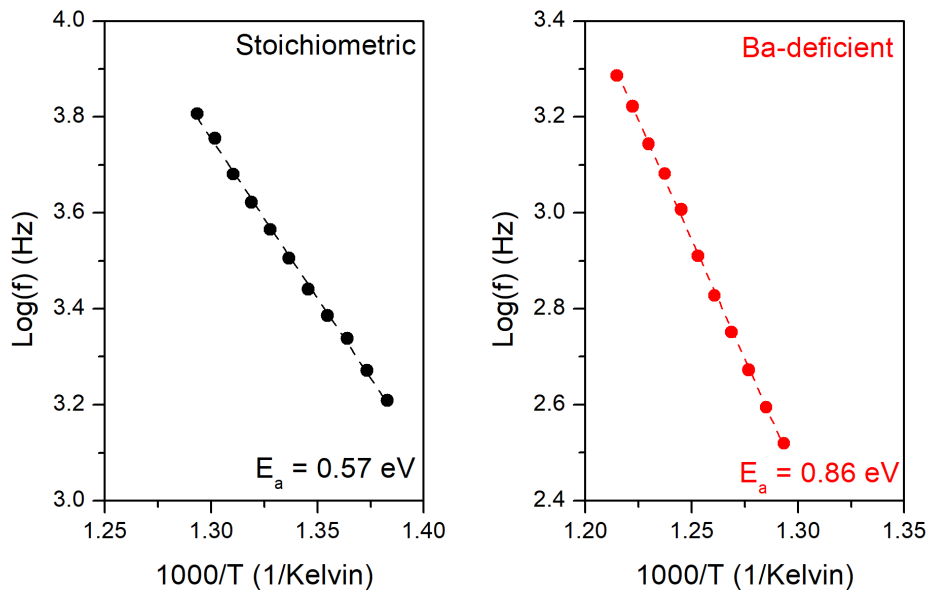 Stoichiometric
4.0
3.8
3.6
3.4
3.2
3.0
Log(f) (Hz)
E_a = 0.57 eV
1.25
1.30
1.35
1.40
1000/T (1/Kelvin)
Ba-deficient
3.4
3.2
3.0
2.8
2.6
2.4
Log(f) (Hz)
E_a = 0.86 eV
1.20
1.25
1.30
1.35
1000/T (1/Kelvin)